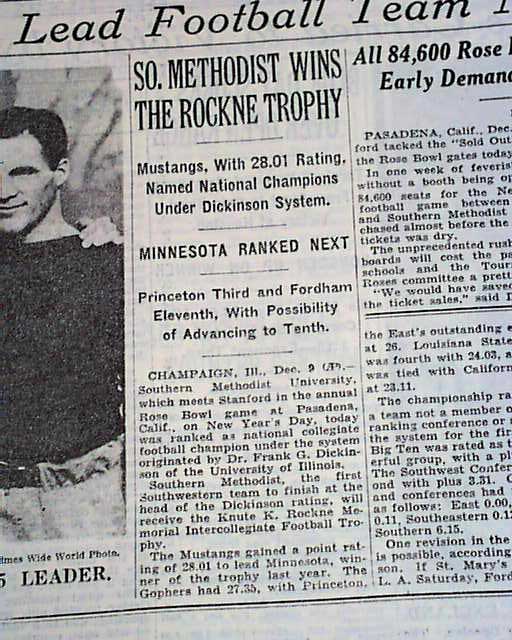 Lead Football Team
SO. METHODIST WINS
THE ROCKNE TROPHY
Mustangs, With 28.01 Rating,
Named National Champions
Under Dickinson System.
MINNESOTA RANKED NEXT
Princeton Third and Fordham
Eleventh, With Possibility
of Advancing to Tenth.
CHAMPAIGN, Ill., Dec. 9 (AP).—
Southern Methodist University,
which meets Stanford in the annual
Rose Bowl game at Pasadena,
Calif., on New Year's Day, today
was ranked as national collegiate
football champion under the system
originated by Dr. Frank G. Dickin-
son of the University of Illinois.
Southern Methodist, the first
Southwestern team to finish at the
head of the Dickinson rating, will
receive the Knute K. Rockne Me-
morial Intercollegiate Football Tro-
phy.
The Mustangs gained a point rat-
ing of 28.01 to lead Minnesota, win-
ner of the trophy last year. The
Gophers had 27.35, with Princeton,
All 84,600 Rose
Early Deman
PASADENA, Calif., Dec.
ford tacked the "Sold Out
the Rose Bowl gates today
In one week of feveris
without a booth being op
84,600 seats for the Ne
football game between
and Southern Methodist
chased almost before the
tickets was dry.
The unprecedented rush
boards will cost the pa
schools and the Tour
Roses committee a prett
"We would have saved
the ticket sales," said D
the East's outstanding e
at 26. Louisiana State
was fourth with 24.03, a
was tied with Californ
at 23.11.
The championship ra
a team not a member o
ranking conference or
the system for the fir
Big Ten was rated as t
erful group, with a pl
The Southwest Confer
ond with plus 3.31. C
and conferences had
as follows: East 0.00,
0.11, Southeastern 0.1
Southern 6.15.
One revision in the
is possible, according
son. If St. Mary's
L. A. Saturday, Ford
Times Wide World Photo.
5 LEADER.